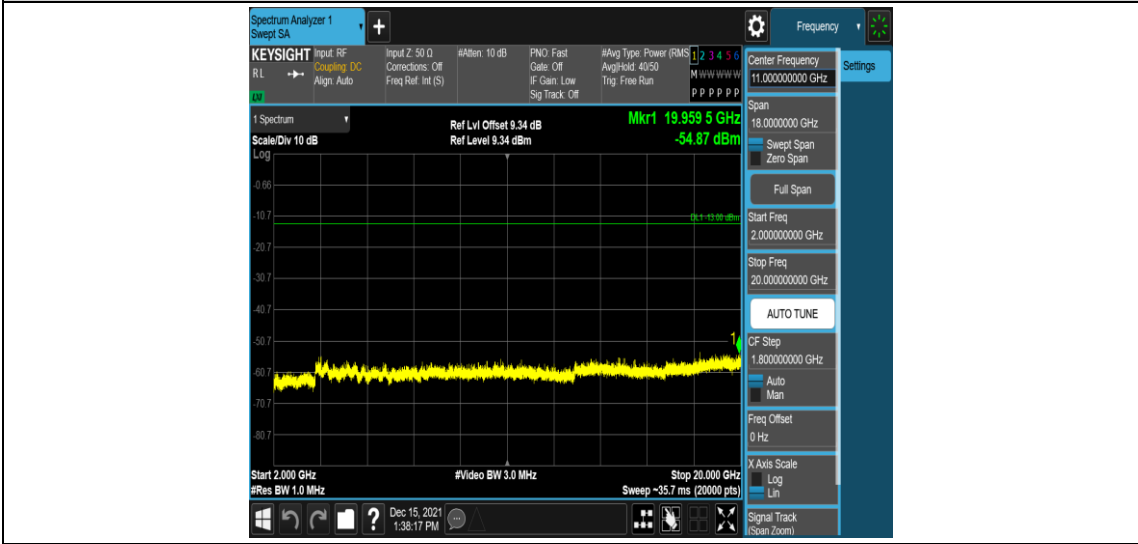 Spectrum Analyzer 1
Swept SA
+
Frequency
KEYSIGHT
RL
LNI
Input: RF
Coupling: DC
Align: Auto
Input Z: 50 Ω
Corrections: Off
Freq Ref: Int (S)
#Atten: 10 dB
PNO: Fast
Gate: Off
IF Gain: Low
Sig Track: Off
#Avg Type: Power (RMS
Avg|Hold: 40/50
Trig: Free Run
1 2 3 4 5 6
M W W W W W
P P P P P P
1 Spectrum
Scale/Div 10 dB
Log
Ref Lvl Offset 9.34 dB
Ref Level 9.34 dBm
Mkr1 19.959 5 GHz
-54.87 dBm
-0.66
-10.7
DL1 -13.00 dBm
-20.7
-30.7
-40.7
-50.7
1
-60.7
-70.7
-80.7
Start 2.000 GHz
#Res BW 1.0 MHz
#Video BW 3.0 MHz
Stop 20.000 GHz
Sweep ~35.7 ms (20000 pts)
?
Dec 15, 2021
1:38:17 PM
Center Frequency
11.000000000 GHz
Settings
Span
18.0000000 GHz
Swept Span
Zero Span
Full Span
Start Freq
2.000000000 GHz
Stop Freq
20.000000000 GHz
AUTO TUNE
CF Step
1.800000000 GHz
Auto
Man
Freq Offset
0 Hz
X Axis Scale
Log
Lin
Signal Track
(Span Zoom)